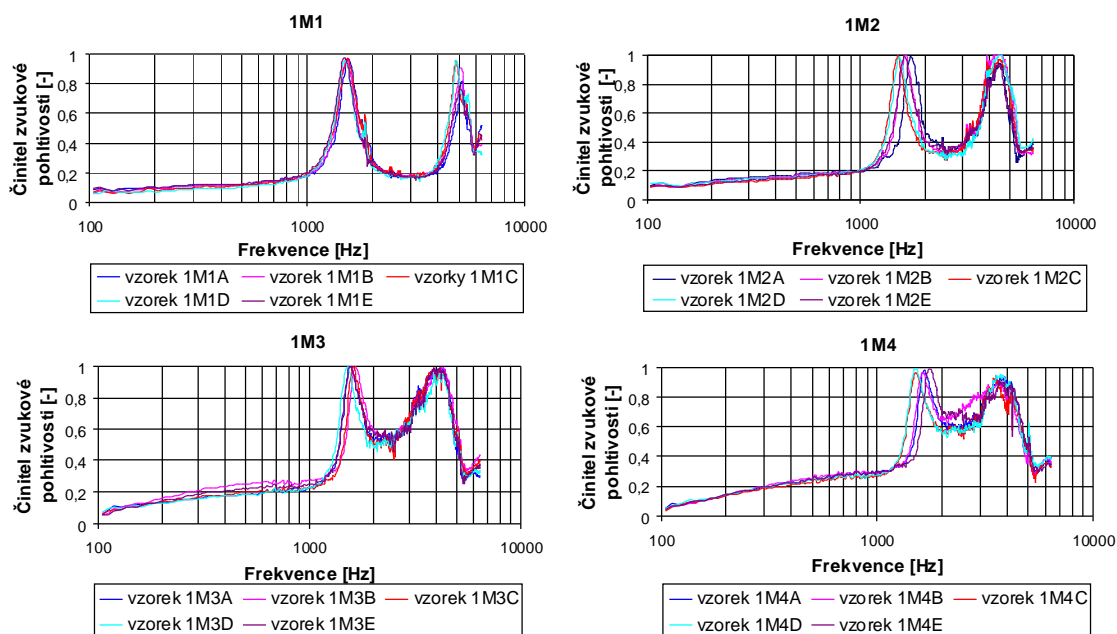 1M1
Činitel zvukové
pohltivosti [-]
1
0,8
0,6
0,4
0,2
0
100
1000
10000
Frekvence [Hz]
vzorek 1M1A
vzorek 1M1B
vzorky 1M1C
vzorek 1M1D
vzorek 1M1E
1M2
Činitel zvukové
pohltivosti [-]
1
0,8
0,6
0,4
0,2
0
100
1000
10000
Frekvence [Hz]
vzorek 1M2A
vzorek 1M2B
vzorek 1M2C
vzorek 1M2D
vzorek 1M2E
1M3
Činitel zvukové
pohltivosti [-]
1
0,8
0,6
0,4
0,2
0
100
1000
10000
Frekvence [Hz]
vzorek 1M3A
vzorek 1M3B
vzorek 1M3C
vzorek 1M3D
vzorek 1M3E
1M4
Činitel zvukové
pohltivosti [-]
1
0,8
0,6
0,4
0,2
0
100
1000
10000
Frekvence [Hz]
vzorek 1M4A
vzorek 1M4B
vzorek 1M4C
vzorek 1M4D
vzorek 1M4E